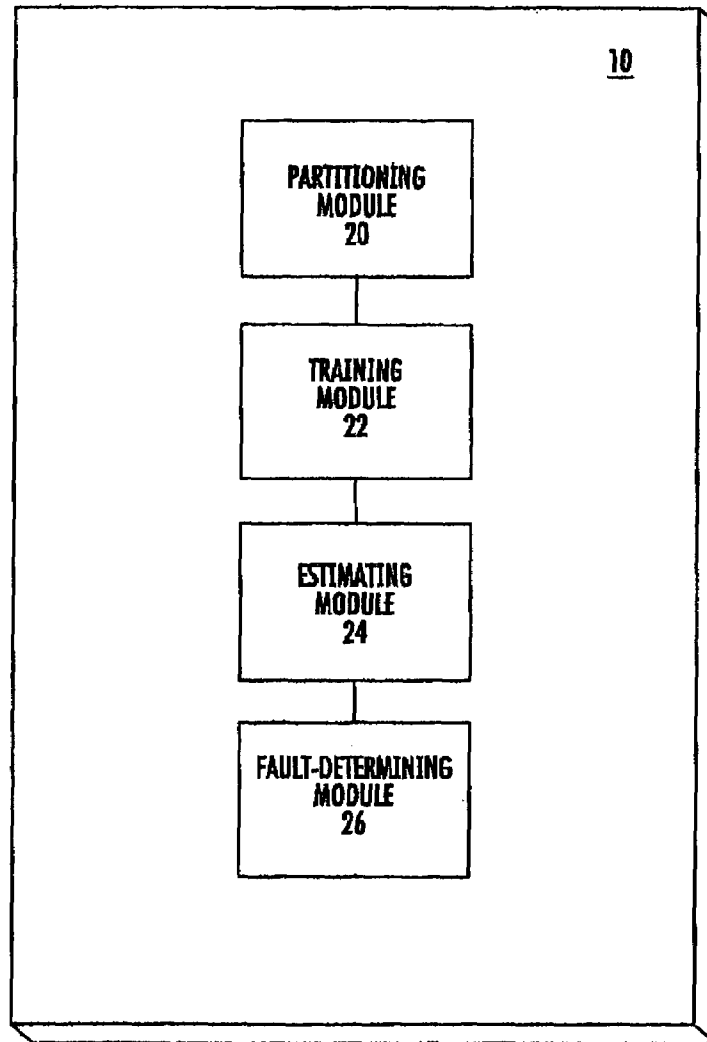 10
PARTITIONING
MODULE
20
TRAINING
MODULE
22
ESTIMATING
MODULE
24
FAULT-DETERMINING
MODULE
26